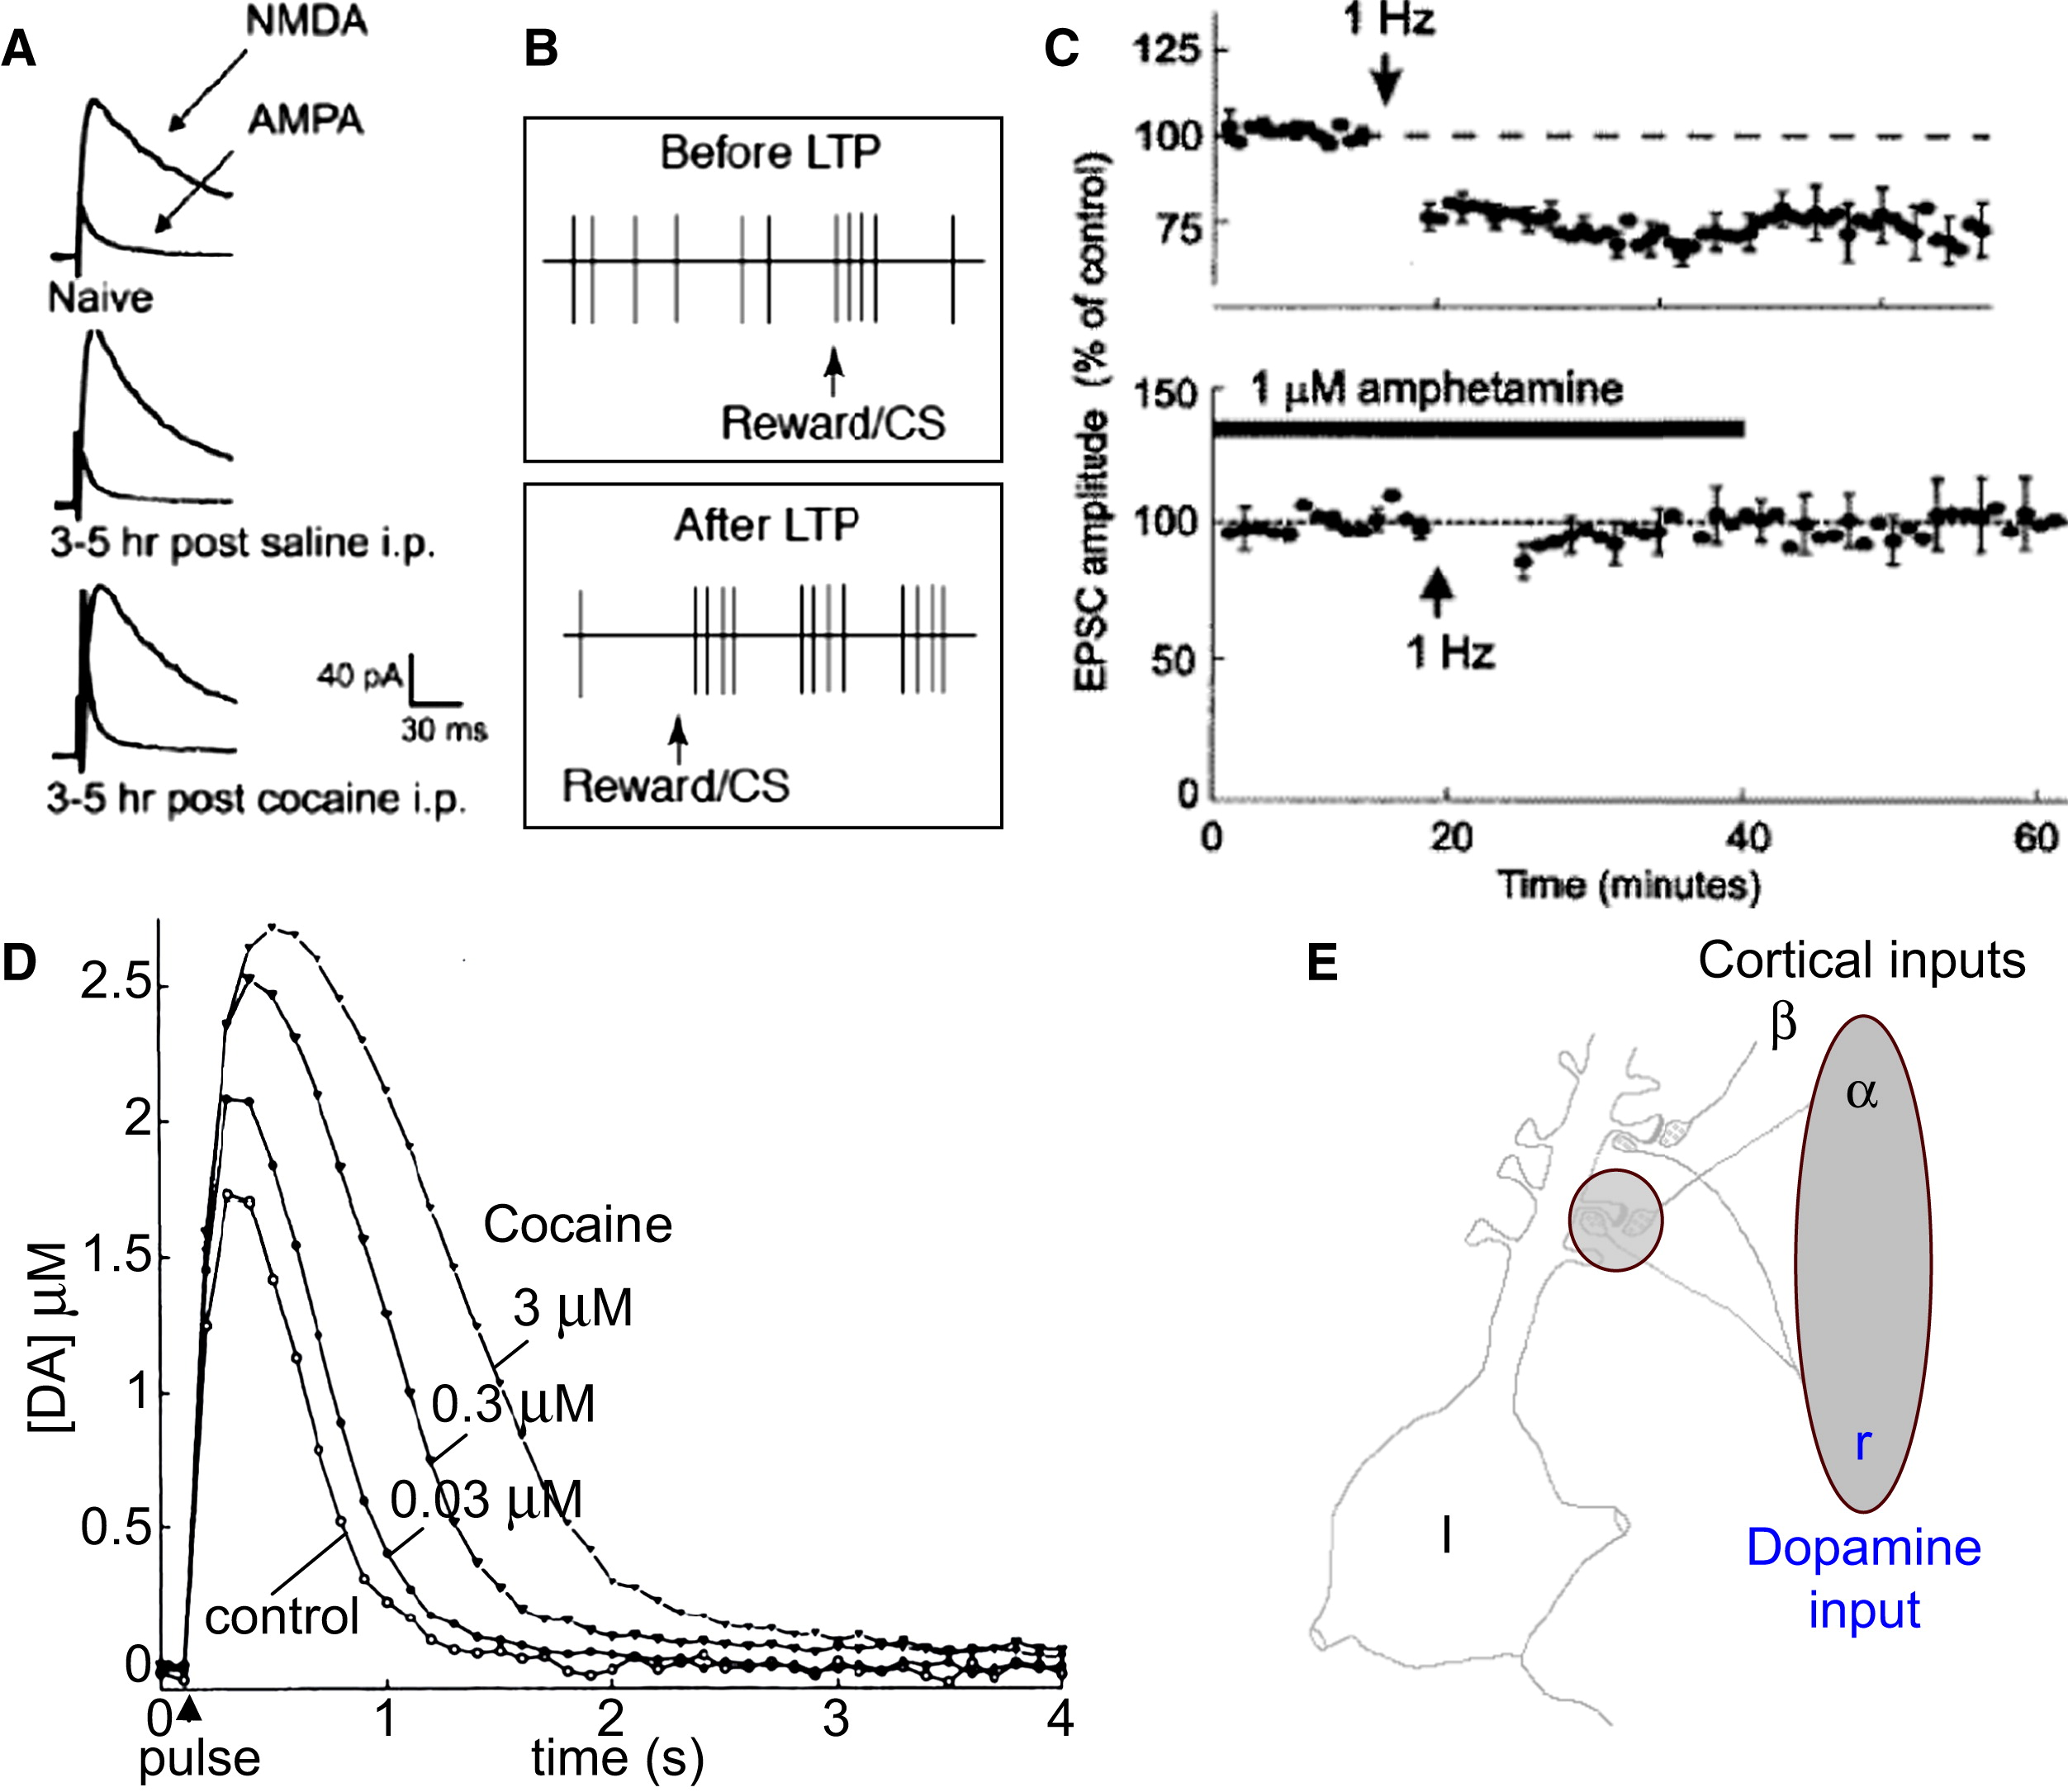 A
NMDA
AMPA
Naive
3-5 hr post saline i.p.
40 pA
30 ms
3-5 hr post cocaine i.p.
B
Before LTP
Reward/CS
After LTP
Reward/CS
C
1 Hz
125
100
75
EPSC amplitude (% of control)
150
1 μM amphetamine
100
50
1 Hz
0
0 20 40 60
Time (minutes)
D
2.5
2
1.5
1
0.5
0
[DA] μM
Cocaine
3 μM
0.3 μM
0.03 μM
control
0 1 2 3 4
pulse
time (s)
E
Cortical inputs
β
α
r
I
Dopamine
input